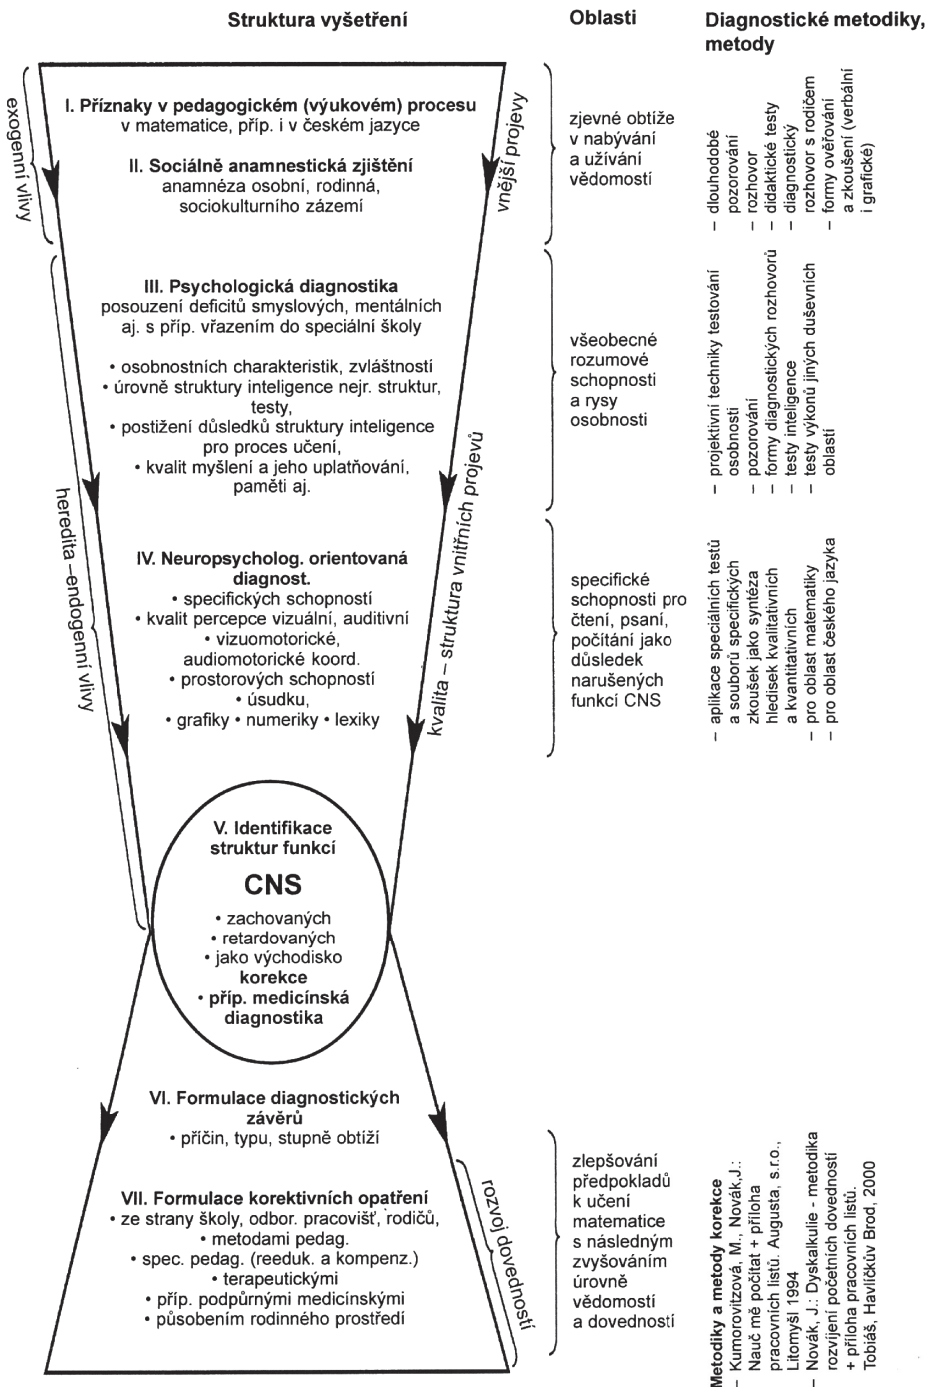 Struktura vyšetření
Oblasti
Diagnostické metodiky,
metody
exogenní vlivy
I. Příznaky v pedagogickém (výukovém) procesu
v matematice, příp. i v českém jazyce
II. Sociálně anamnestická zjištění
anamnéza osobní, rodinná,
sociokulturního zázemí
vnější projevy
zjevné obtíže
v nabývání
a užívání
vědomostí
– dlouhodobé
pozorování
– rozhovor
– didaktické testy
– diagnostický
rozhovor s rodičem
– formy ověřování
a zkoušení (verbální
i grafické)
heredita –endogenní vlivy
III. Psychologická diagnostika
posouzení deficitů smyslových, mentálních
aj. s příp. vřazením do speciální školy
• osobnostních charakteristik, zvláštností
• úrovně struktury inteligence nejr. struktur,
testy,
• postižení důsledků struktury inteligence
pro proces učení,
• kvalit myšlení a jeho uplatňování,
paměti aj.
kvalita – struktura vnitřních projevů
všeobecné
rozumové
schopnosti
a rysy
osobnosti
– projektivní techniky testování
osobnosti
– pozorování
– formy diagnostických rozhovorů
– testy inteligence
– testy výkonů jiných duševních
oblastí
IV. Neuropsycholog. orientovaná
diagnost.
• specifických schopností
• kvalit percepce vizuální, auditivní
• vizuomotorické,
audiomotorické koord.
• prostorových schopností
• úsudku,
• grafiky • numeriky • lexiky
specifické
schopnosti pro
čtení, psaní,
počítání jako
důsledek
narušených
funkcí CNS
– aplikace speciálních testů
a souborů specifických
zkoušek jako syntéza
hledisek kvalitativních
a kvantitativních
– pro oblast matematiky
– pro oblast českého jazyka
V. Identifikace
struktur funkcí
CNS
• zachovaných
• retardovaných
• jako východisko
korekce
• příp. medicínská
diagnostika
VI. Formulace diagnostických
závěrů
• příčin, typu, stupně obtíží
VII. Formulace korektivních opatření
• ze strany školy, odbor. pracovišť, rodičů,
• metodami pedag.
• spec. pedag. (reeduk. a kompenz.)
• terapeutickými
• příp. podpůrnými medicínskými
• působením rodinného prostředí
rozvoj dovedností
zlepšování
předpokladů
k učení
matematice
s následným
zvyšováním
úrovně
vědomostí
a dovedností
Metodiky a metody korekce
– Kumorovitzová, M., Novák,J.:
Nauč mě počítat + příloha
pracovních listů. Augusta, s.r.o.,
Litomyšl 1994
– Novák, J.: Dyskalkulie - metodika
rozvíjení početních dovedností
+ příloha pracovních listů.
Tobiáš, Havlíčkův Brod, 2000